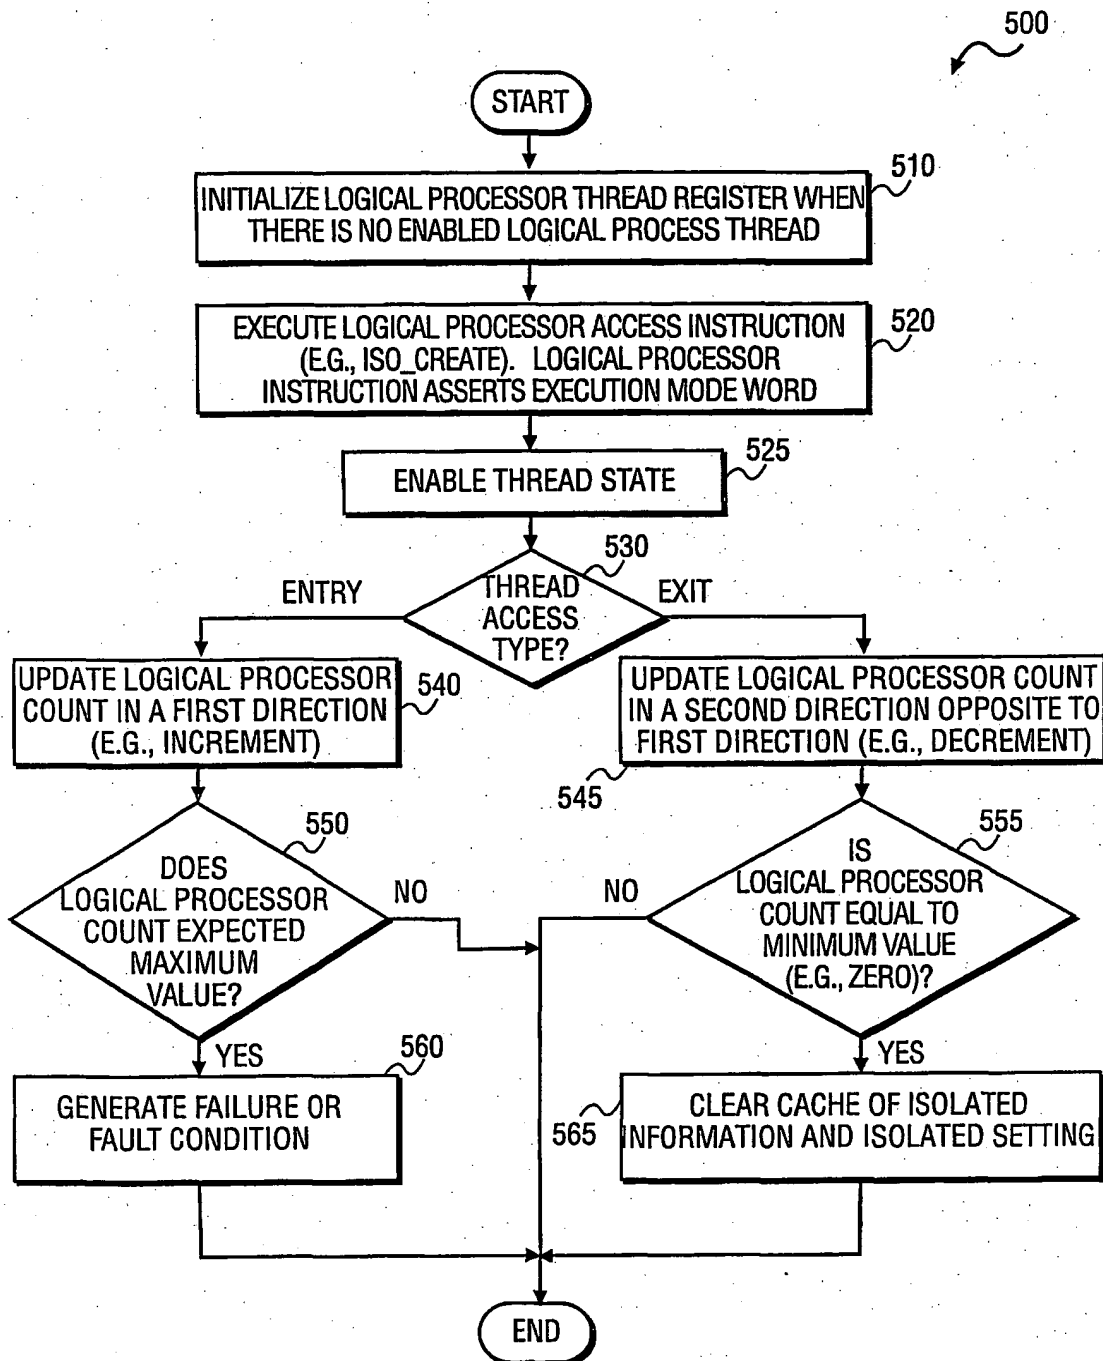 500
START
510
INITIALIZE LOGICAL PROCESSOR THREAD REGISTER WHEN
THERE IS NO ENABLED LOGICAL PROCESS THREAD
520
EXECUTE LOGICAL PROCESSOR ACCESS INSTRUCTION
(E.G., ISO_CREATE). LOGICAL PROCESSOR
INSTRUCTION ASSERTS EXECUTION MODE WORD
525
ENABLE THREAD STATE
530
ENTRY
THREAD
ACCESS
TYPE?
EXIT
UPDATE LOGICAL PROCESSOR
COUNT IN A FIRST DIRECTION
(E.G., INCREMENT)
540
UPDATE LOGICAL PROCESSOR COUNT
IN A SECOND DIRECTION OPPOSITE TO
FIRST DIRECTION (E.G., DECREMENT)
545
550
DOES
LOGICAL PROCESSOR
COUNT EXPECTED
MAXIMUM
VALUE?
NO
YES
555
IS
LOGICAL PROCESSOR
COUNT EQUAL TO
MINIMUM VALUE
(E.G., ZERO)?
NO
YES
560
GENERATE FAILURE OR
FAULT CONDITION
565
CLEAR CACHE OF ISOLATED
INFORMATION AND ISOLATED SETTING
END